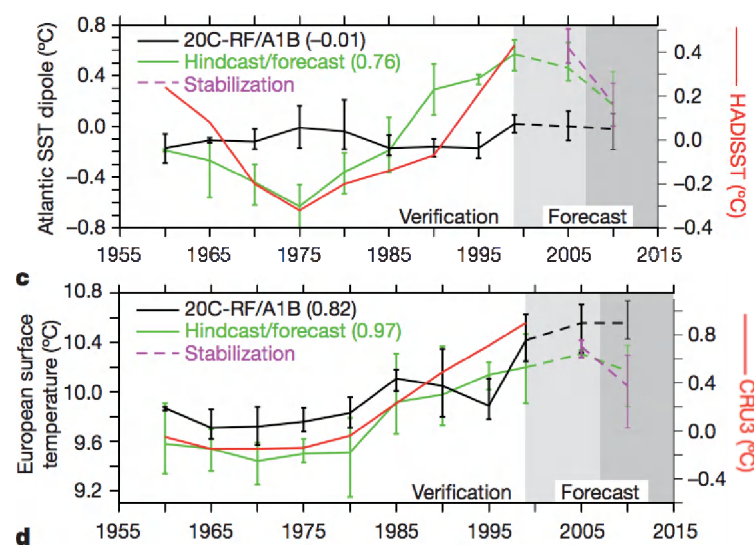 0.8
0.4
0.0
−0.4
−0.8
Atlantic SST dipole (ºC)
20C-RF/A1B (−0.01)
Hindcast/forecast (0.76)
Stabilization
Verification
Forecast
0.4
0.2
0.0
−0.2
−0.4
HADISST (ºC)
1955 1965 1975 1985 1995 2005 2015
c
10.8
10.4
10.0
9.6
9.2
European surface
temperature (ºC)
20C-RF/A1B (0.82)
Hindcast/forecast (0.97)
Stabilization
Verification
Forecast
0.8
0.4
0.0
−0.4
CRU3 (ºC)
1955 1965 1975 1985 1995 2005 2015
d